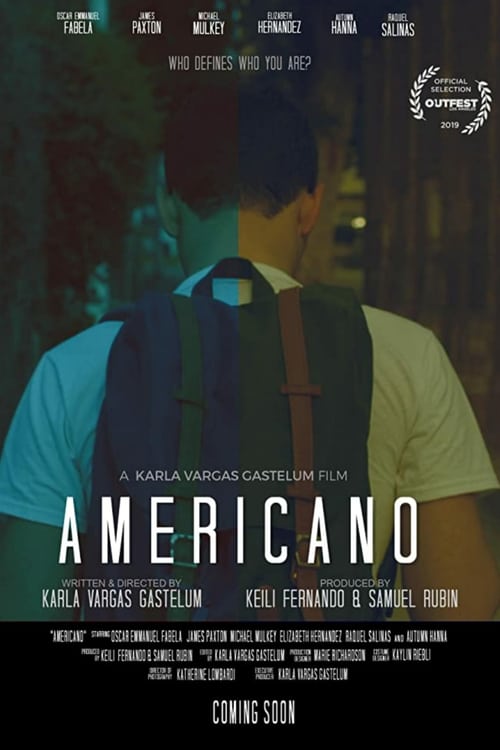 OSCAR EMMANUEL FABELA
JAMES PAXTON
MICHAEL MULKEY
ELIZABETH HERNANDEZ
AUTUMN HANNA
RAQUEL SALINAS
WHO DEFINES WHO YOU ARE?
OFFICIAL SELECTION
OUTFEST
LOS ANGELES
2019
A KARLA VARGAS GASTELUM FILM
AMERICANO
WRITTEN & DIRECTED BY
KARLA VARGAS GASTELUM
PRODUCED BY
KEILI FERNANDO & SAMUEL RUBIN
"AMERICANO" STARRING OSCAR EMMANUEL FABELA JAMES PAXTON MICHAEL MULKEY ELIZABETH HERNANDEZ RAQUEL SALINAS AND AUTUMN HANNA
PRODUCED BY KEILI FERNANDO & SAMUEL RUBIN EDITED BY KARLA VARGAS GASTELUM PRODUCTION DESIGNER MARIE RICHARDSON COSTUME DESIGNER KAYLIN RIEBLI
DIRECTOR OF PHOTOGRAPHY KATHERINE LOMBARDI EXECUTIVE PRODUCER KARLA VARGAS GASTELUM
COMING SOON